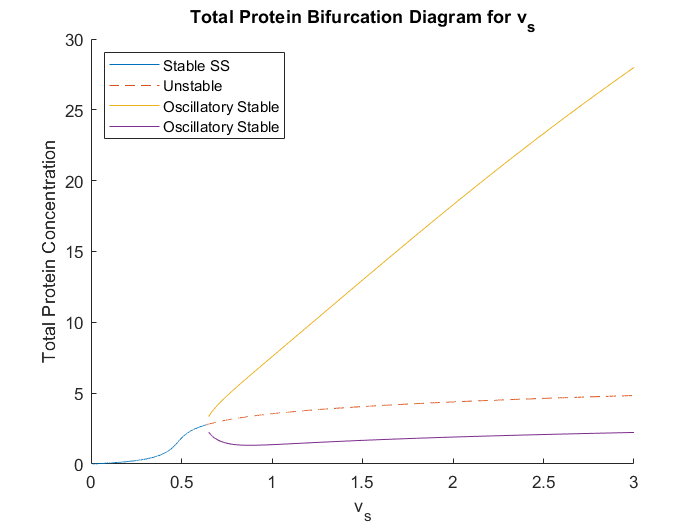 Total Protein Bifurcation Diagram for v_s
Stable SS
Unstable
Oscillatory Stable
Oscillatory Stable
Total Protein Concentration
30
25
20
15
10
5
0
0 0.5 1 1.5 2 2.5 3
v_s